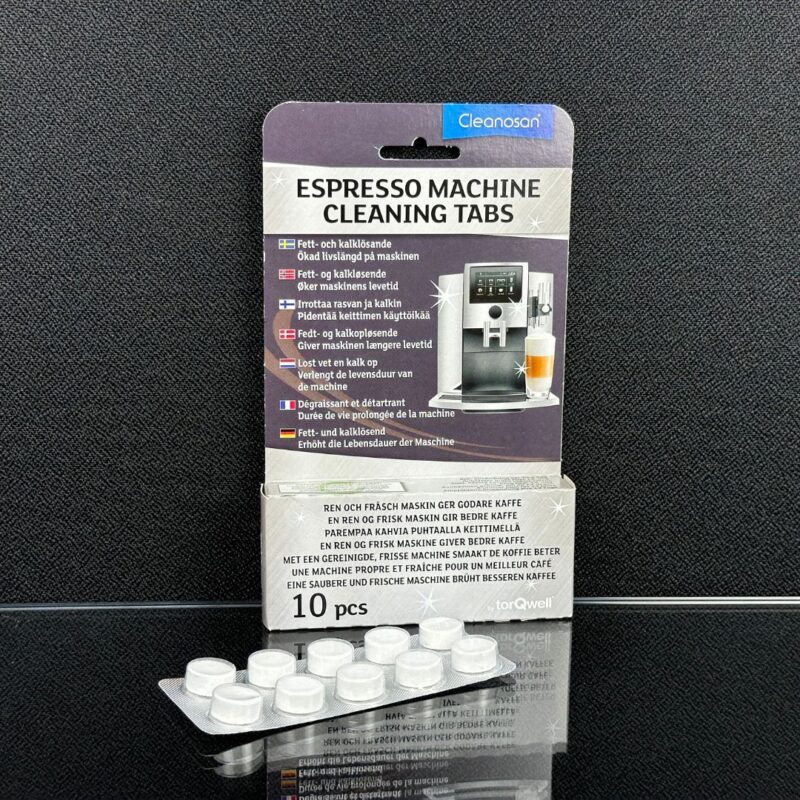 Cleanosan®
ESPRESSO MACHINE
CLEANING TABS
Fett- och kalklösande
Ökad livslängd på maskinen
Fett- og kalkløsende
Øker maskinens levetid
Irrottaa rasvan ja kalkin
Pidentää keittimen käyttöikää
Fedt- og kalkopløsende
Giver maskinen længere levetid
Lost vet en kalk op
Verlengt de levensduur van
de machine
Dégraissant et détartrant
Durée de vie prolongée de la machine
Fett- und kalklösend
Erhöht die Lebensdauer der Maschine
REN OCH FRÄSCH MASKIN GER GODARE KAFFE
EN REN OG FRISK MASKIN GIR BEDRE KAFFE
PAREMPAA KAHVIA PUHTAALLA KEITTIMELLÄ
EN REN OG FRISK MASKINE GIVER BEDRE KAFFE
MET EEN GEREINIGDE, FRISSE MACHINE SMAAKT DE KOFFIE BETER
UNE MACHINE PROPRE ET FRAÎCHE POUR UN MEILLEUR CAFÉ
EINE SAUBERE UND FRISCHE MASCHINE BRÜHT BESSEREN KAFFEE
10 pcs
by torQwell®